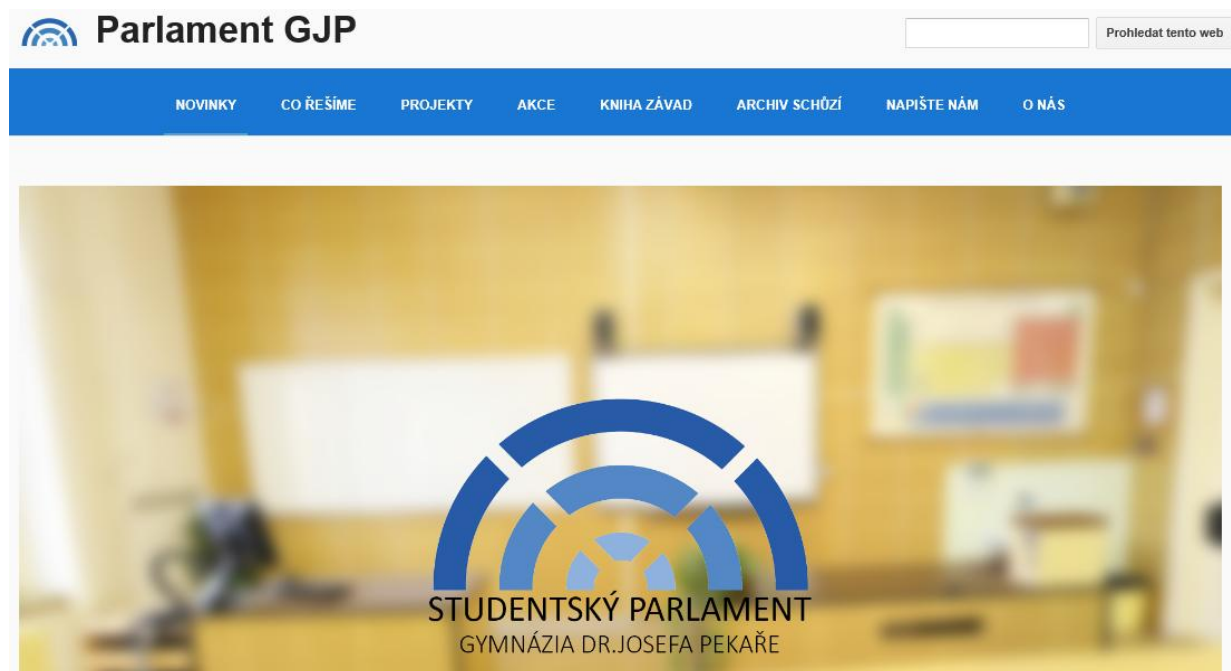 Parlament GJP
Prohledat tento web
NOVINKY CO ŘEŠÍME PROJEKTY AKCE KNIHA ZÁVAD ARCHIV SCHŮZÍ NAPIŠTE NÁM O NÁS
STUDENTSKÝ PARLAMENT
GYMNÁZIA DR.JOSEFA PEKAŘE